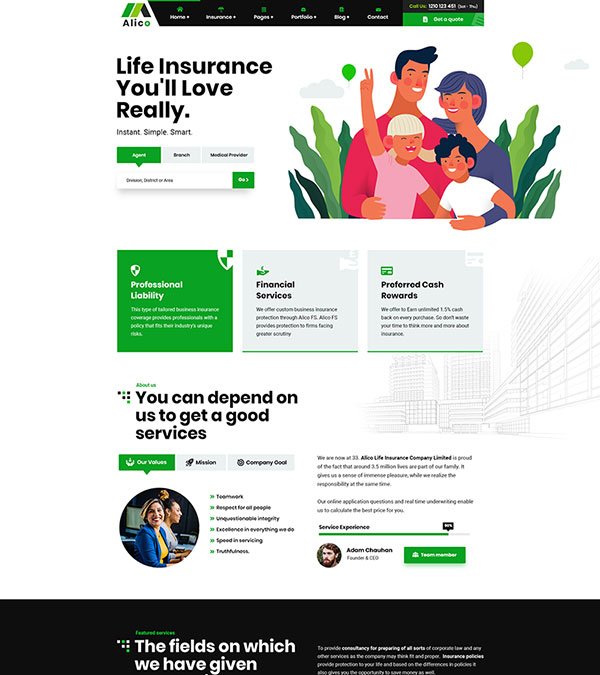 Alico
Home +
Insurance +
Pages +
Portfolio +
Blog +
Contact
Call Us: 1210 123 451 (Sat - Thu)
Get a quote
Life Insurance
You'll Love
Really.
Instant. Simple. Smart.
Agent
Branch
Medical Provider
Division, District or Area
Go >
Professional
Liability
This type of tailored business insurance
coverage provides professionals with a
policy that fits their industry's unique
risks.
Financial
Services
We offer custom business insurance
protection through Alico FS. Alico FS
provides protection to firms facing
greater scrutiny
Preferred Cash
Rewards
We offer to Earn unlimited 1.5% cash
back on every purchase. So don't waste
your time to think more and more about
insurance.
About us
You can depend on
us to get a good
services
Our Values
Mission
Company Goal
Teamwork
Respect for all people
Unquestionable integrity
Excellence in everything we do
Speed in servicing
Truthfulness.
We are now at 33. Alico Life Insurance Company Limited is proud
of the fact that around 3.5 million lives are part of our family. It
gives us a sense of immense pleasure, while we realize the
responsibility at the same time.
Our online application questions and real time underwriting enable
us to calculate the best price for you.
Service Experience
90%
Adam Chauhan
Founder & CEO
Team member
Featured services
The fields on which
we have given
To provide consultancy for preparing of all sorts of corporate law and any
other services as the company may think fit and proper. Insurance policies
provide protection to your life and based on the differences in policies it
also gives you the opportunity to save money as well.